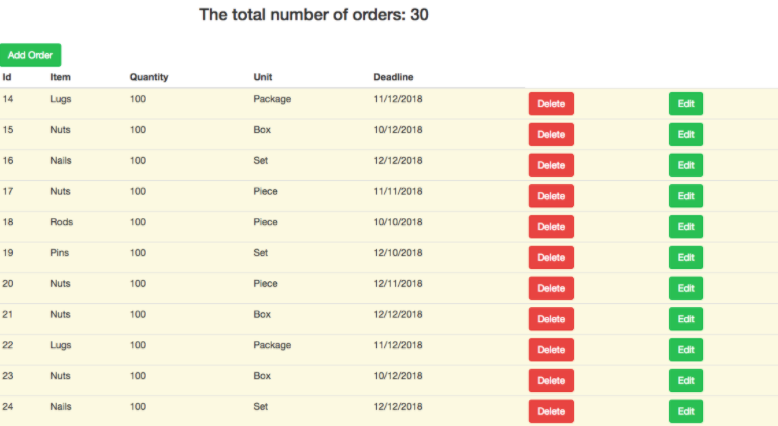 The total number of orders: 30
Add Order
Id Item Quantity Unit Deadline
14 Lugs 100 Package 11/12/2018 Delete Edit
15 Nuts 100 Box 10/12/2018 Delete Edit
16 Nails 100 Set 12/12/2018 Delete Edit
17 Nuts 100 Piece 11/11/2018 Delete Edit
18 Rods 100 Piece 10/10/2018 Delete Edit
19 Pins 100 Set 12/10/2018 Delete Edit
20 Nuts 100 Piece 12/11/2018 Delete Edit
21 Nuts 100 Box 12/12/2018 Delete Edit
22 Lugs 100 Package 11/12/2018 Delete Edit
23 Nuts 100 Box 10/12/2018 Delete Edit
24 Nails 100 Set 12/12/2018 Delete Edit